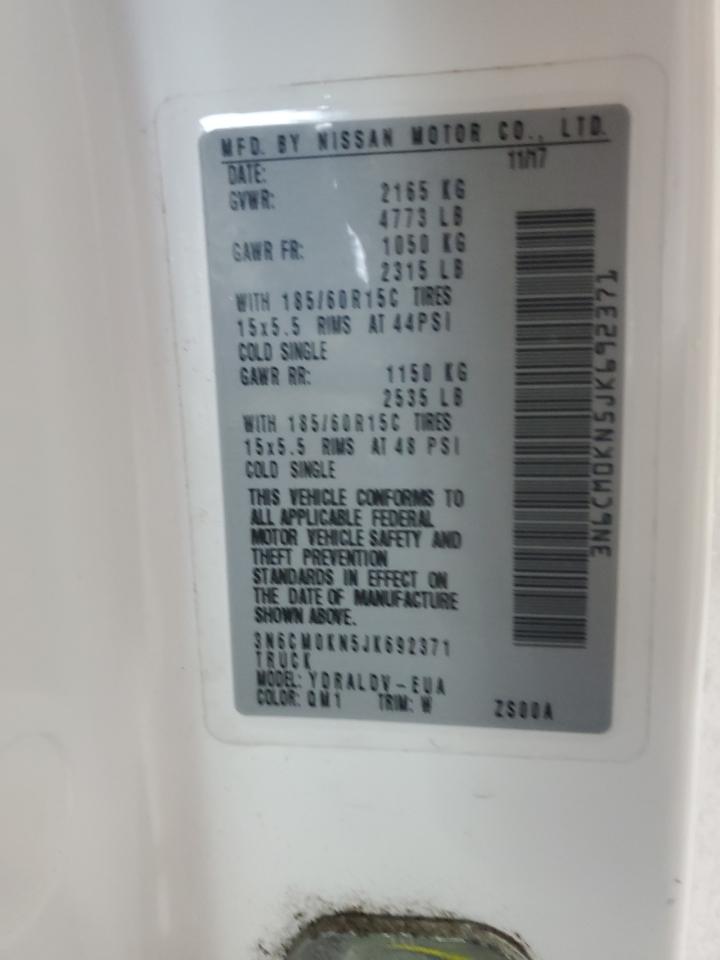 MFD. BY NISSAN MOTOR CO., LTD.
DATE: 11/17
GVWR: 2165 KG
4773 LB
GAWR FR: 1050 KG
2315 LB
WITH 185/60R15C TIRES
15x5.5 RIMS AT 44PSI
COLD SINGLE
GAWR RR: 1150 KG
2535 LB
WITH 185/60R15C TIRES
15x5.5 RIMS AT 48 PSI
COLD SINGLE
THIS VEHICLE CONFORMS TO
ALL APPLICABLE FEDERAL
MOTOR VEHICLE SAFETY AND
THEFT PREVENTION
STANDARDS IN EFFECT ON
THE DATE OF MANUFACTURE
SHOWN ABOVE.
3N6CM0KN5JK692371
TRUCK
MODEL: YDRALDV-EUA
COLOR: QM1 TRIM: W ZS00A
3N6CM0KN5JK692371